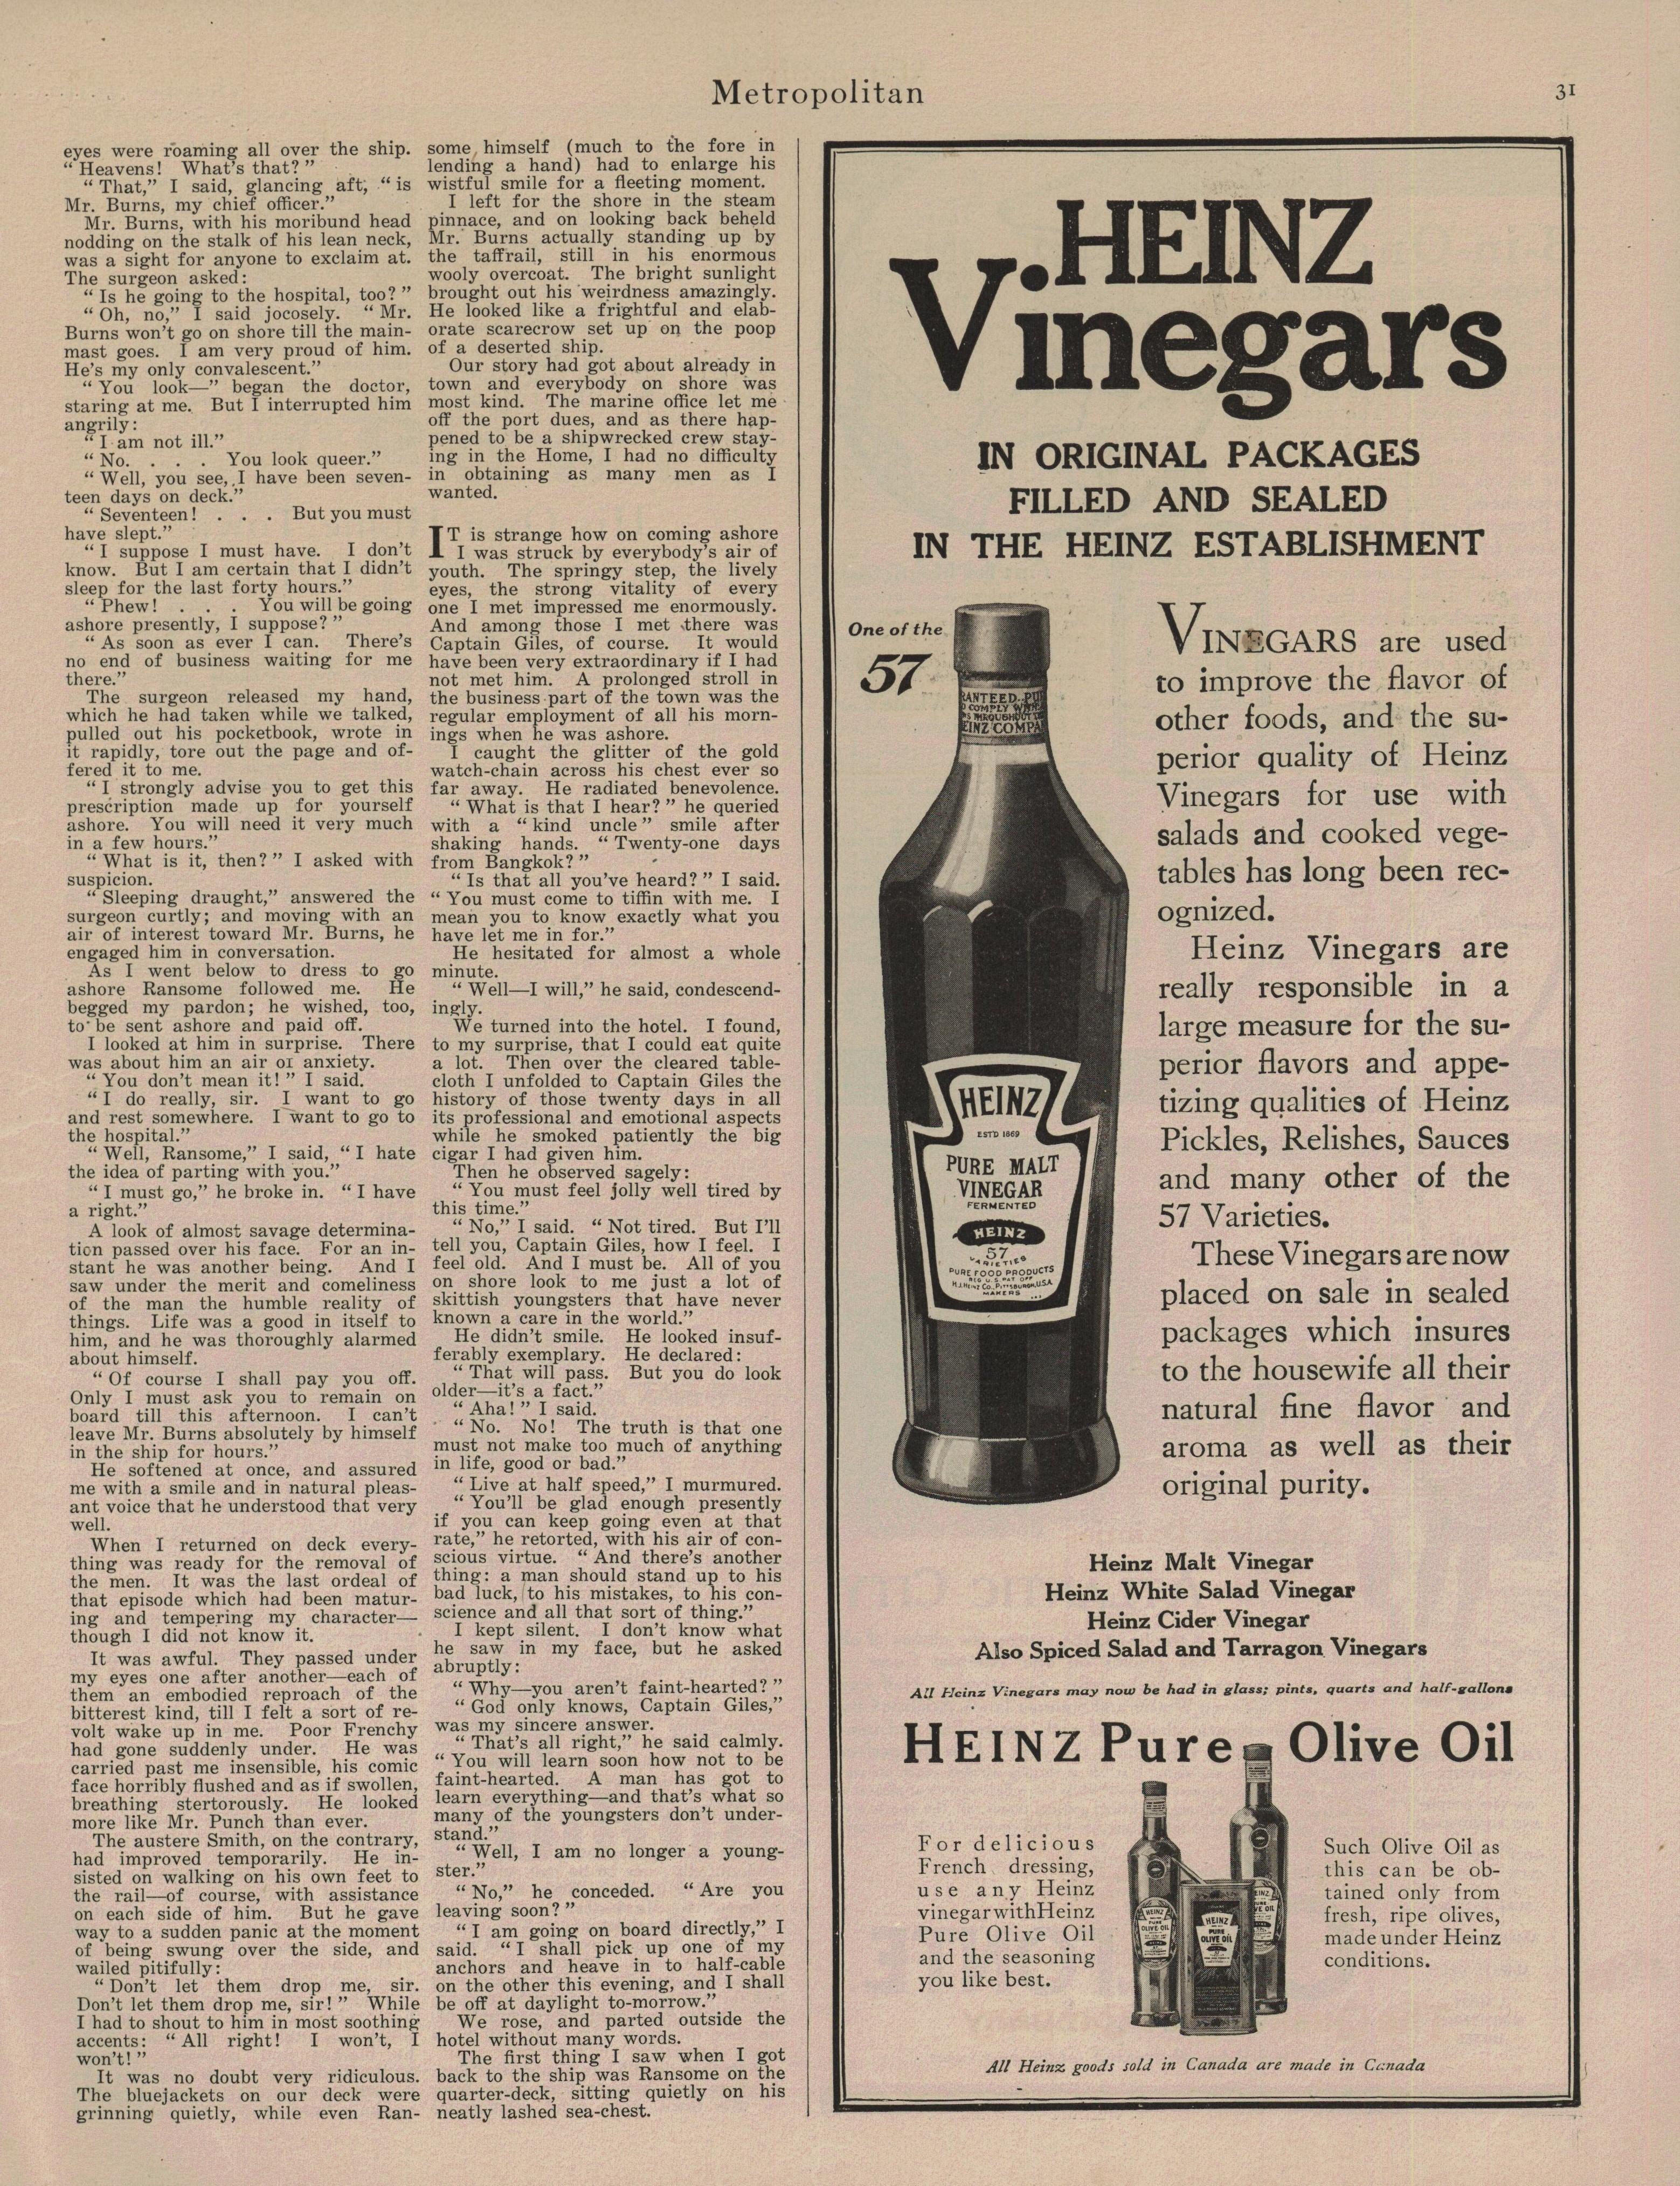 Metropolitan
31
eyes were roaming all over the ship.
“ Heavens! What’s that? ”
“ That,” I said, glancing aft, “ is
Mr. Burns, my chief officer.”
Mr. Burns, with his moribund head
nodding on the stalk of his lean neck,
was a sight for anyone to exclaim at.
The surgeon asked:
“ Is he going to the hospital, too? ”
“ Oh, no,” I said jocosely. “ Mr.
Burns won’t go on shore till the main-
mast goes. I am very proud of him.
He’s my only convalescent.”
“ You look—” began the doctor,
staring at me. But I interrupted him
angrily:
“ I am not ill.”
“ No. . . . You look queer.”
“ Well, you see, I have been seven-
teen days on deck.”
“ Seventeen! . . . But you must
have slept.”
“ I suppose I must have. I don’t
know. But I am certain that I didn’t
sleep for the last forty hours.”
“ Phew! . . . You will be going
ashore presently, I suppose? ”
“ As soon as ever I can. There’s
no end of business waiting for me
there.”
The surgeon released my hand,
which he had taken while we talked,
pulled out his pocketbook, wrote in
it rapidly, tore out the page and of-
fered it to me.
“ I strongly advise you to get this
prescription made up for yourself
ashore. You will need it very much
in a few hours.”
“ What is it, then? ” I asked with
suspicion.
“ Sleeping draught,” answered the
surgeon curtly; and moving with an
air of interest toward Mr. Burns, he
engaged him in conversation.
As I went below to dress to go
ashore Ransome followed me. He
begged my pardon; he wished, too,
to be sent ashore and paid off.
I looked at him in surprise. There
was about him an air of anxiety.
“ You don’t mean it! ” I said.
“ I do really, sir. I want to go
and rest somewhere. I want to go to
the hospital.”
“ Well, Ransome,” I said, “ I hate
the idea of parting with you.”
“ I must go,” he broke in. “ I have
a right.”
A look of almost savage determina-
tion passed over his face. For an in-
stant he was another being. And I
saw under the merit and comeliness
of the man the humble reality of
things. Life was a good in itself to
him, and he was thoroughly alarmed
about himself.
“ Of course I shall pay you off.
Only I must ask you to remain on
board till this afternoon. I can’t
leave Mr. Burns absolutely by himself
in the ship for hours.”
He softened at once, and assured
me with a smile and in natural pleas-
ant voice that he understood that very
well.
When I returned on deck every-
thing was ready for the removal of
the men. It was the last ordeal of
that episode which had been matur-
ing and tempering my character—
though I did not know it.
It was awful. They passed under
my eyes one after another—each of
them an embodied reproach of the
bitterest kind, till I felt a sort of re-
volt wake up in me. Poor Frenchy
had gone suddenly under. He was
carried past me insensible, his comic
face horribly flushed and as if swollen,
breathing stertorously. He looked
more like Mr. Punch than ever.
The austere Smith, on the contrary,
had improved temporarily. He in-
sisted on walking on his own feet to
the rail—of course, with assistance
on each side of him. But he gave
way to a sudden panic at the moment
of being swung over the side, and
wailed pitifully:
“ Don’t let them drop me, sir.
Don’t let them drop me, sir! ” While
I had to shout to him in most soothing
accents: “ All right! I won’t, I
won’t! ”
It was no doubt very ridiculous.
The bluejackets on our deck were
grinning quietly, while even Ran-
some himself (much to the fore in
lending a hand) had to enlarge his
wistful smile for a fleeting moment.
I left for the shore in the steam
pinnace, and on looking back beheld
Mr. Burns actually standing up by
the taffrail, still in his enormous
wooly overcoat. The bright sunlight
brought out his weirdness amazingly.
He looked like a frightful and elab-
orate scarecrow set up on the poop
of a deserted ship.
Our story had got about already in
town and everybody on shore was
most kind. The marine office let me
off the port dues, and as there hap-
pened to be a shipwrecked crew stay-
ing in the Home, I had no difficulty
in obtaining as many men as I
wanted.
IT is strange how on coming ashore
I was struck by everybody’s air of
youth. The springy step, the lively
eyes, the strong vitality of every
one I met impressed me enormously.
And among those I met there was
Captain Giles, of course. It would
have been very extraordinary if I had
not met him. A prolonged stroll in
the business part of the town was the
regular employment of all his morn-
ings when he was ashore.
I caught the glitter of the gold
watch-chain across his chest ever so
far away. He radiated benevolence.
“ What is that I hear? ” he queried
with a “ kind uncle ” smile after
shaking hands. “ Twenty-one days
from Bangkok? ”
“ Is that all you’ve heard? ” I said.
“ You must come to tiffin with me. I
mean you to know exactly what you
have let me in for.”
He hesitated for almost a whole
minute.
“ Well—I will,” he said, condescend-
ingly.
We turned into the hotel. I found,
to my surprise, that I could eat quite
a lot. Then over the cleared table-
cloth I unfolded to Captain Giles the
history of those twenty days in all
its professional and emotional aspects
while he smoked patiently the big
cigar I had given him.
Then he observed sagely:
“ You must feel jolly well tired by
this time.”
“ No,” I said. “ Not tired. But I’ll
tell you, Captain Giles, how I feel. I
feel old. And I must be. All of you
on shore look to me just a lot of
skittish youngsters that have never
known a care in the world.”
He didn’t smile. He looked insuf-
ferably exemplary. He declared:
“ That will pass. But you do look
older—it’s a fact.”
“ Aha! ” I said.
“ No. No! The truth is that one
must not make too much of anything
in life, good or bad.”
“ Live at half speed,” I murmured.
“ You’ll be glad enough presently
if you can keep going even at that
rate,” he retorted, with his air of con-
scious virtue. “ And there’s another
thing: a man should stand up to his
bad luck, to his mistakes, to his con-
science and all that sort of thing.”
I kept silent. I don’t know what
he saw in my face, but he asked
abruptly:
“ Why—you aren’t faint-hearted? ”
“ God only knows, Captain Giles,”
was my sincere answer.
“ That’s all right,” he said calmly.
“ You will learn soon how not to be
faint-hearted. A man has got to
learn everything—and that’s what so
many of the youngsters don’t under-
stand.”
“ Well, I am no longer a young-
ster.”
“ No,” he conceded. “ Are you
leaving soon? ”
“ I am going on board directly,” I
said. “ I shall pick up one of my
anchors and heave in to half-cable
on the other this evening, and I shall
be off at daylight to-morrow.”
We rose, and parted outside the
hotel without many words.
The first thing I saw when I got
back to the ship was Ransome on the
quarter-deck, sitting quietly on his
neatly lashed sea-chest.
HEINZ
Vinegars
IN ORIGINAL PACKAGES
FILLED AND SEALED
IN THE HEINZ ESTABLISHMENT
One of the
57
RANTEED PUR
COMPLY WITH
THROUGHOUT
EINZ COMPA
HEINZ
ESTD 1869
PURE MALT
VINEGAR
FERMENTED
HEINZ
57
VARIETIES
PURE FOOD PRODUCTS
REG U.S. PAT OFF
H.J. Heinz Co. Pittsburgh, U.S.A.
MAKERS
VINEGARS are used
to improve the flavor of
other foods, and the su-
perior quality of Heinz
Vinegars for use with
salads and cooked vege-
tables has long been rec-
ognized.
Heinz Vinegars are
really responsible in a
large measure for the su-
perior flavors and appe-
tizing qualities of Heinz
Pickles, Relishes, Sauces
and many other of the
57 Varieties.
These Vinegars are now
placed on sale in sealed
packages which insures
to the housewife all their
natural fine flavor and
aroma as well as their
original purity.
Heinz Malt Vinegar
Heinz White Salad Vinegar
Heinz Cider Vinegar
Also Spiced Salad and Tarragon Vinegars
All Heinz Vinegars may now be had in glass; pints, quarts and half-gallons
HEINZ Pure Olive Oil
For delicious
French dressing,
use any Heinz
vinegar with Heinz
Pure Olive Oil
and the seasoning
you like best.
HEINZ
PURE
OLIVE OIL
HEINZ
PURE
OLIVE OIL
Such Olive Oil as
this can be ob-
tained only from
fresh, ripe olives,
made under Heinz
conditions.
All Heinz goods sold in Canada are made in Canada